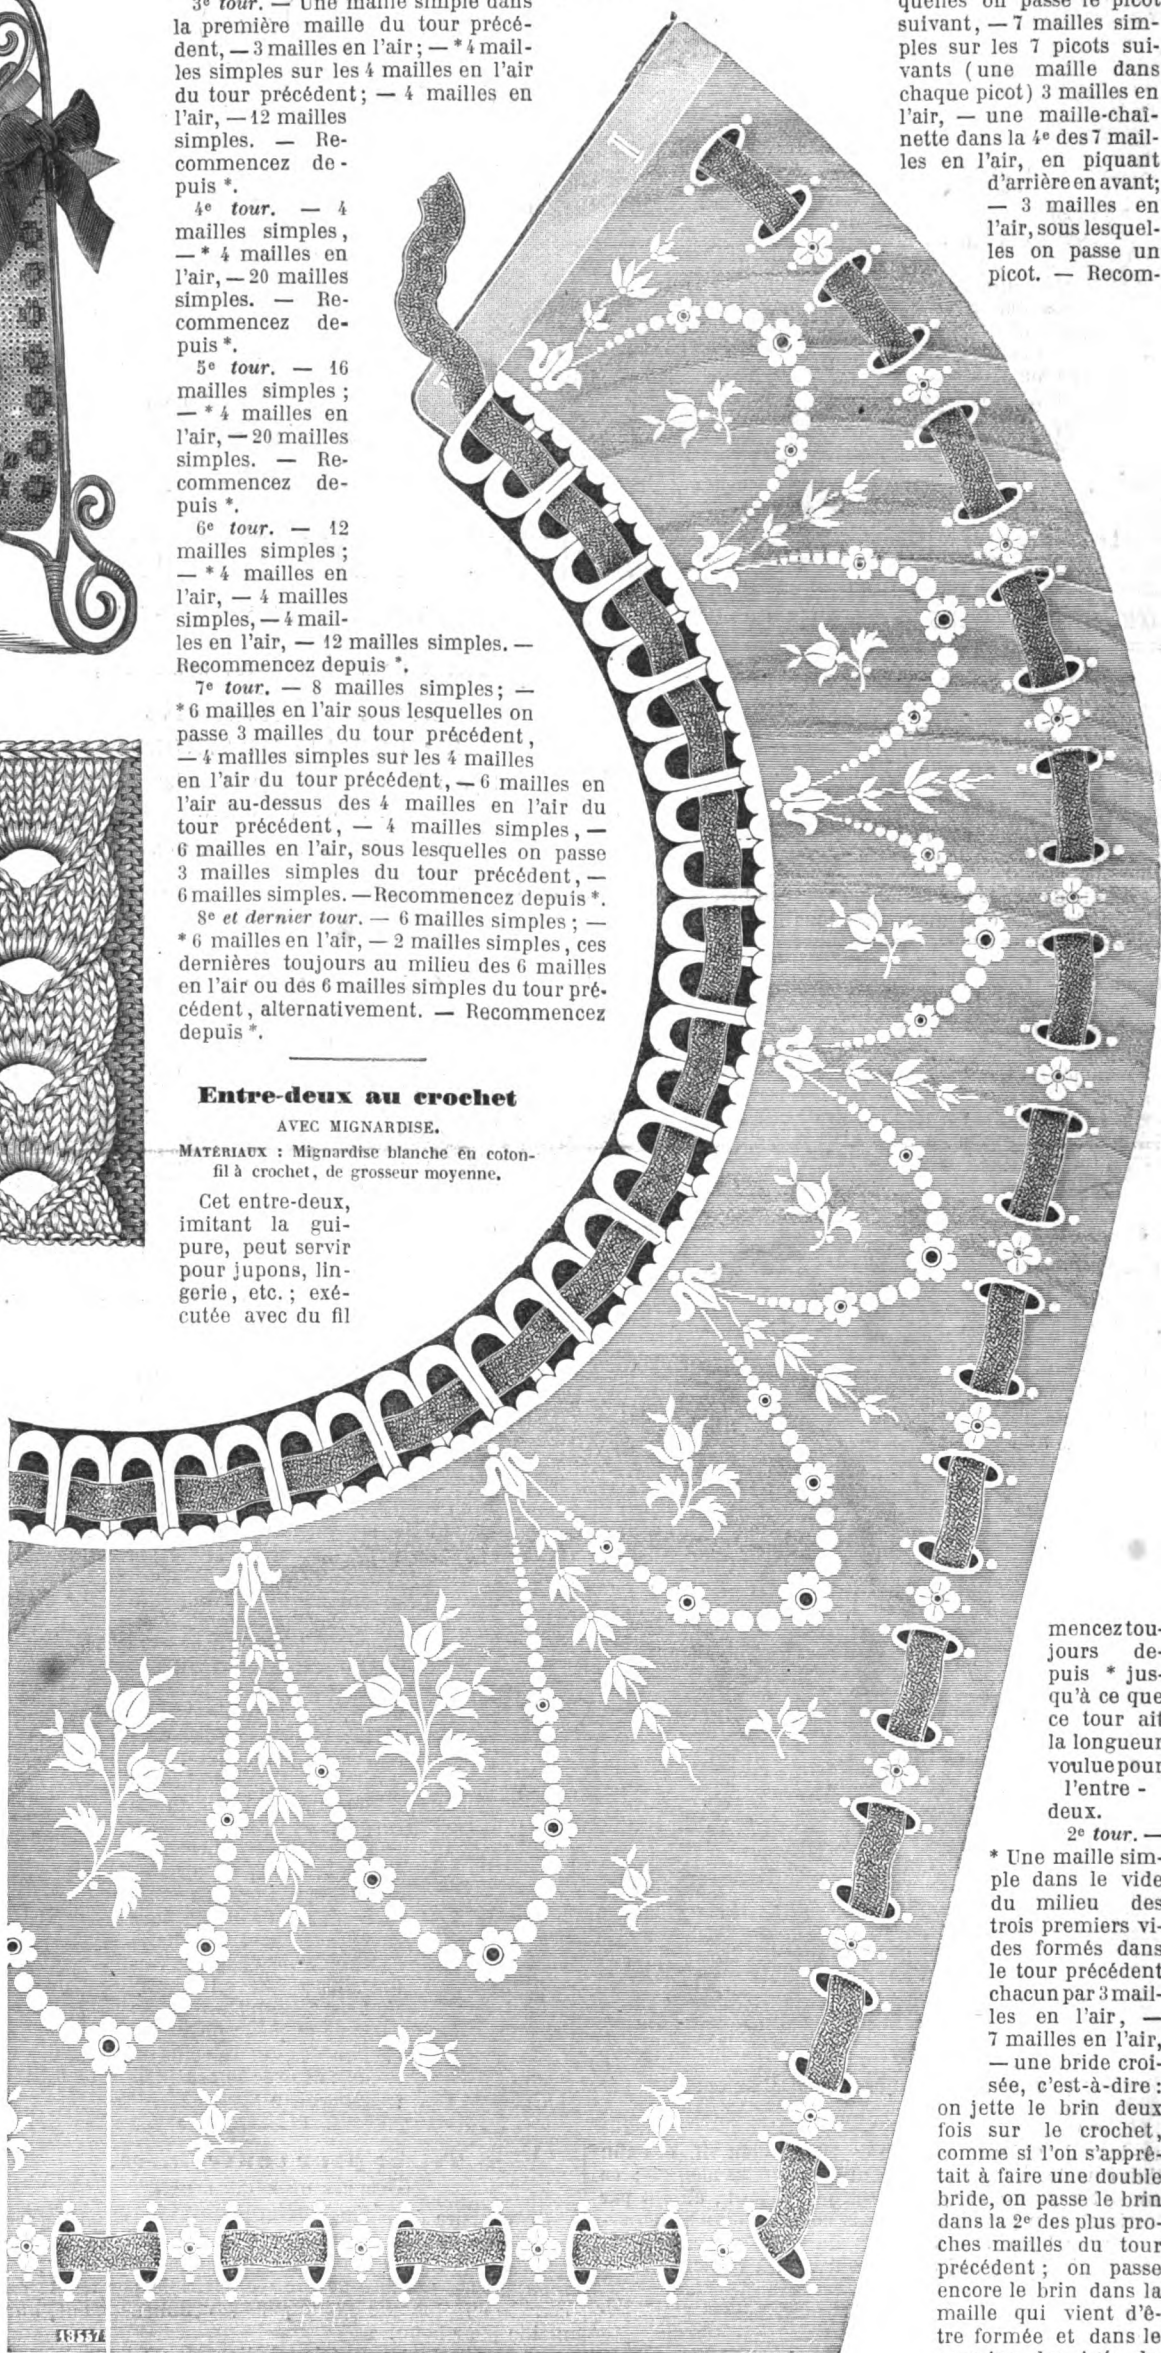 3e tour. — Une maille simple dans
la première maille du tour précé-
dent, — 3 mailles en l'air; — * 4 mail-
les simples sur les 4 mailles en l'air
du tour précédent; — 4 mailles en
l'air, — 12 mailles
simples. — Re-
commencez de-
puis *.
4e tour. — 4
mailles simples,
— * 4 mailles en
l'air, — 20 mailles
simples. — Re-
commencez de-
puis *.
5e tour. — 16
mailles simples;
— * 4 mailles en
l'air, — 20 mailles
simples. — Re-
commencez de-
puis *.
6e tour. — 12
mailles simples;
— * 4 mailles en
l'air, — 4 mailles
simples, — 4 mail-
les en l'air, — 12 mailles simples. —
Recommencez depuis *.
7e tour. — 8 mailles simples; —
* 6 mailles en l'air sous lesquelles on
passe 3 mailles du tour précédent,
— 4 mailles simples sur les 4 mailles
en l'air du tour précédent, — 6 mailles en
l'air au-dessus des 4 mailles en l'air du
tour précédent, — 4 mailles simples, —
6 mailles en l'air, sous lesquelles on passe
3 mailles simples du tour précédent, —
6 mailles simples. — Recommencez depuis *.
8e et dernier tour. — 6 mailles simples; —
* 6 mailles en l'air, — 2 mailles simples, ces
dernières toujours au milieu des 6 mailles
en l'air ou des 6 mailles simples du tour pré-
cédent, alternativement. — Recommencez
depuis *.
Entre-deux au crochet
AVEC MIGNARDISE.
MATÉRIAUX : Mignardise blanche en coton-
fil à crochet, de grosseur moyenne.
Cet entre-deux,
imitant la gui-
pure, peut servir
pour jupons, lin-
gerie, etc.; exé-
cutée avec du fil
quelles on passe le picot
suivant, — 7 mailles sim-
ples sur les 7 picots sui-
vants (une maille dans
chaque picot) 3 mailles en
l'air, — une maille-chaî-
nette dans la 4e des 7 mail-
les en l'air, en piquant
d'arrière en avant;
— 3 mailles en
l'air, sous lesquel-
les on passe un
picot. — Recom-
mencez tou-
jours de-
puis * jus-
qu'à ce que
ce tour ait
la longueur
voulue pour
l'entre-
deux.
2e tour. —
* Une maille sim-
ple dans le vide
du milieu des
trois premiers vi-
des formés dans
le tour précédent
chacun par 3 mail-
les en l'air, —
7 mailles en l'air,
— une bride croi-
sée, c'est-à-dire:
on jette le brin deux
fois sur le crochet,
comme si l'on s'apprê-
tait à faire une double
bride, on passe le brin
dans la 2e des plus pro-
ches mailles du tour
précédent; on passe
encore le brin dans la
maille qui vient d'ê-
tre formée et dans le
1